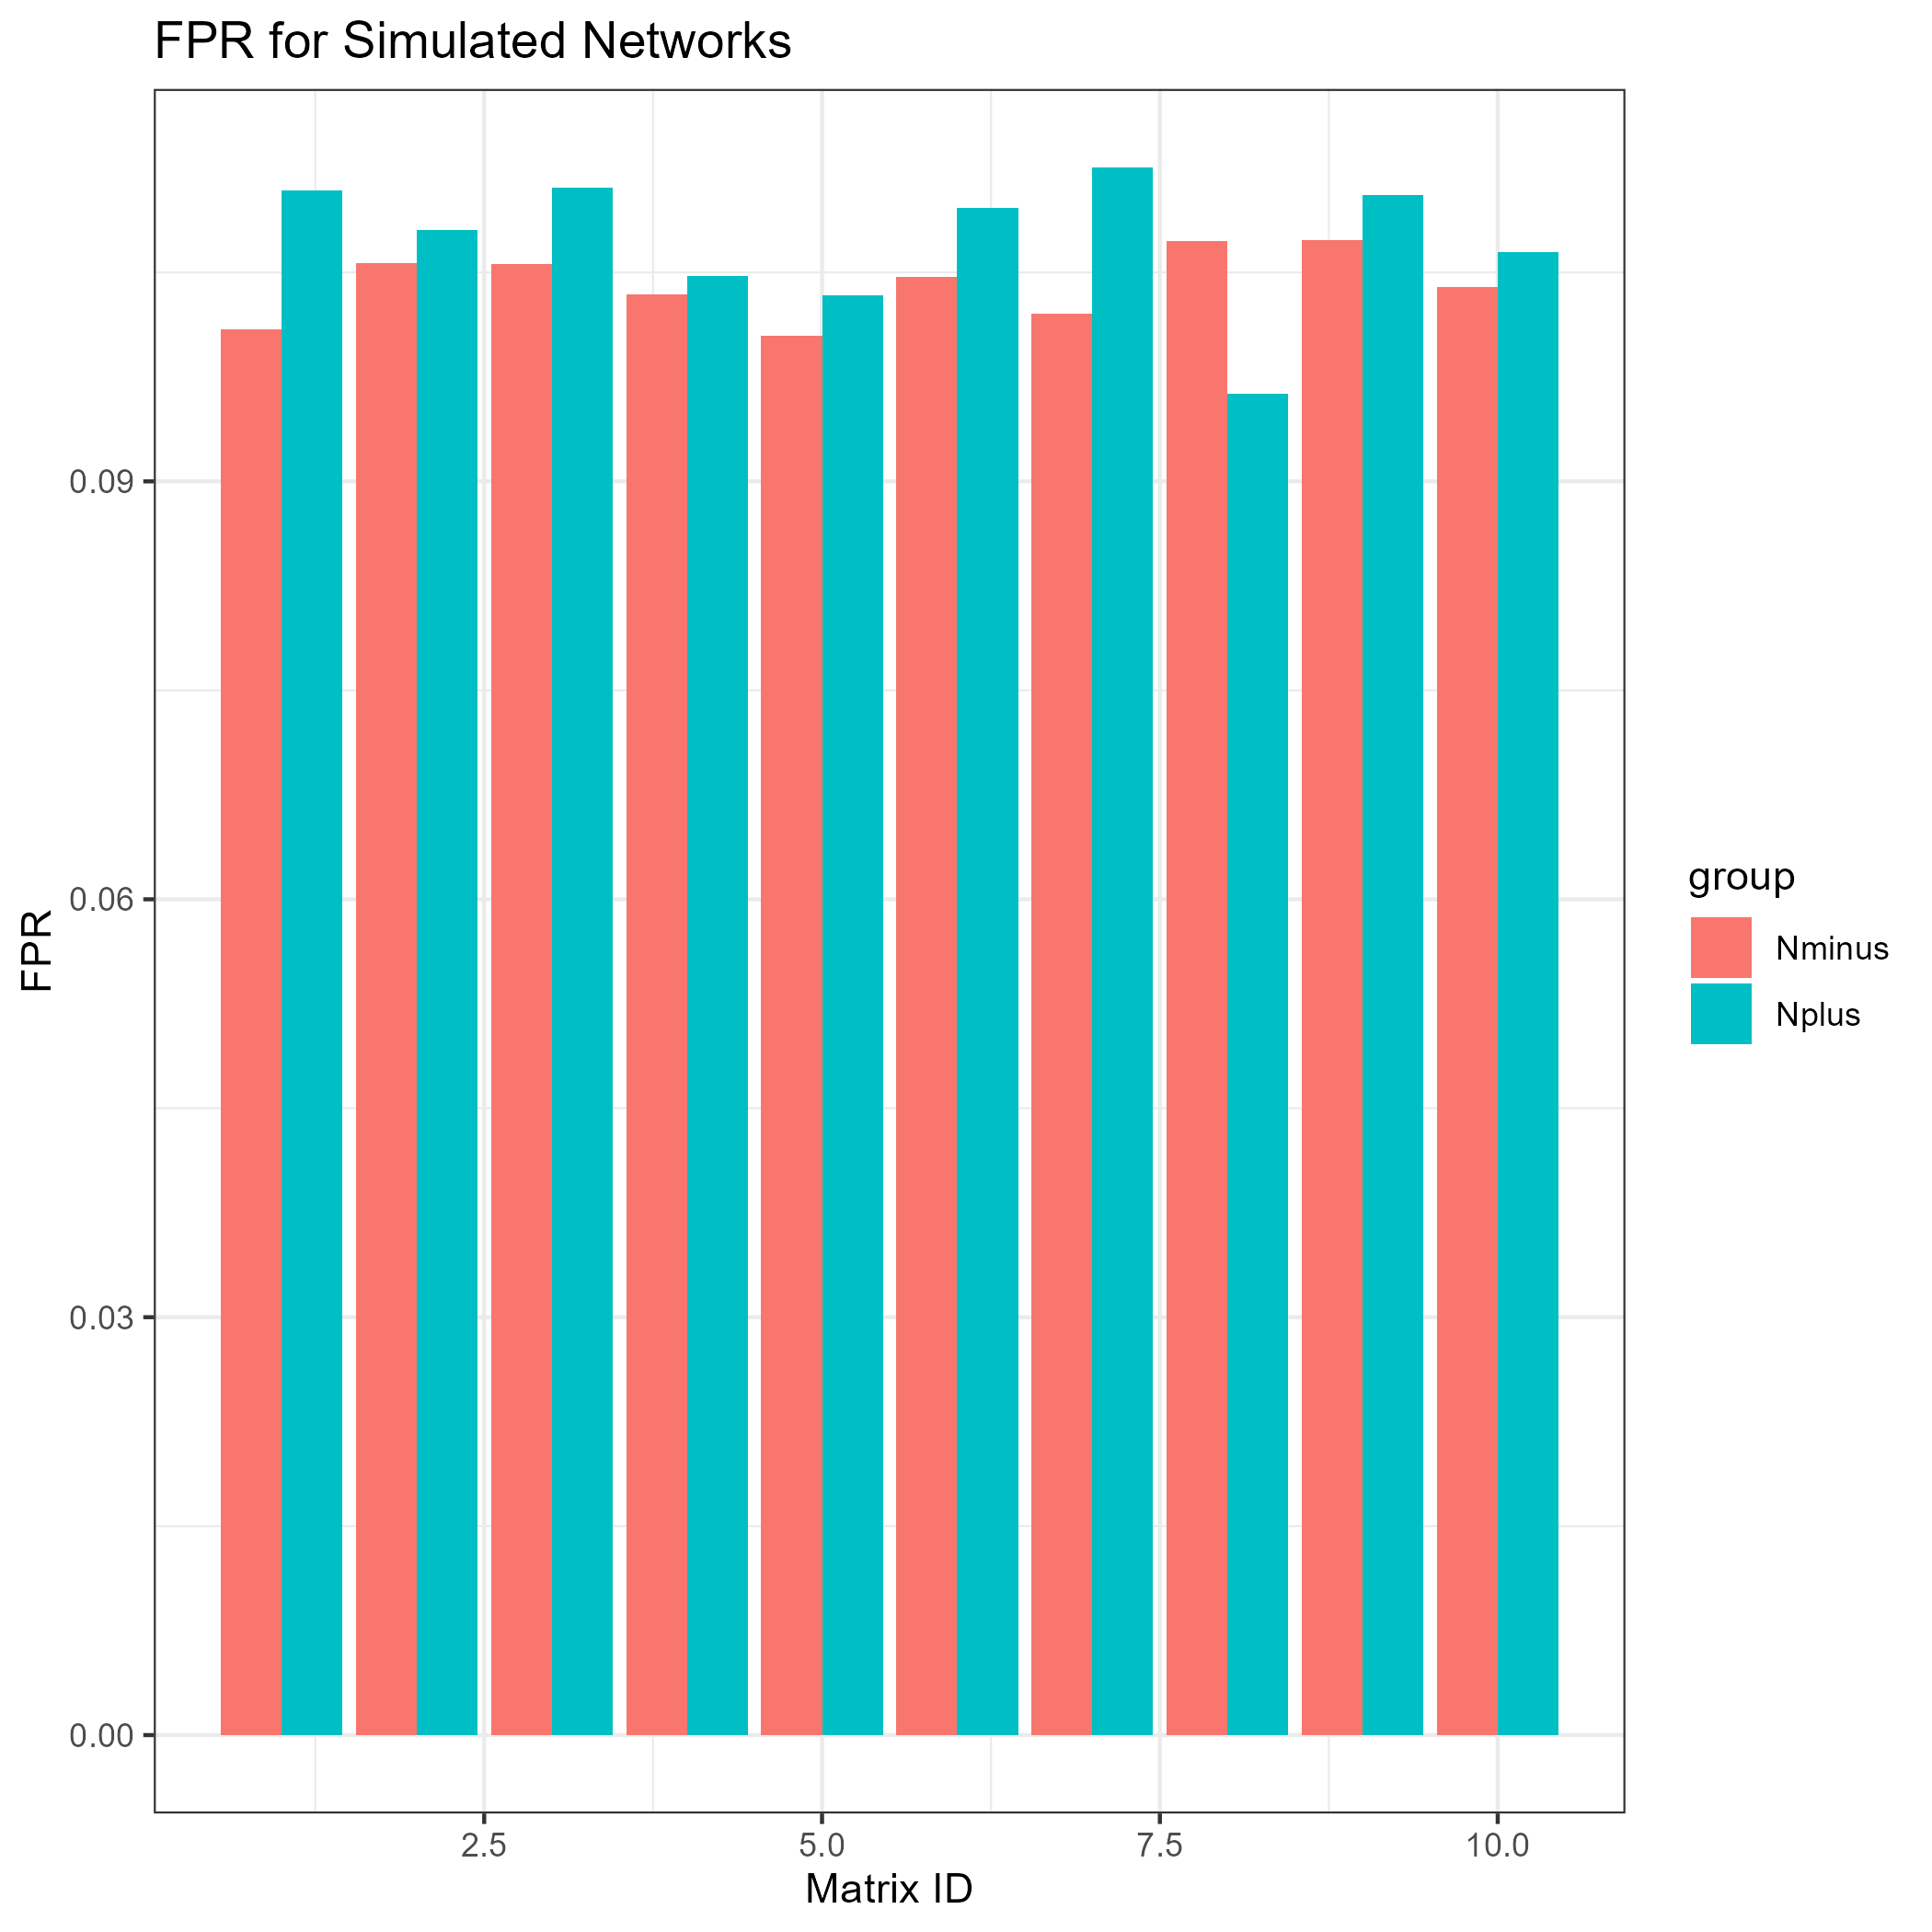 FPR for Simulated Networks
FPR
0.09
0.06
0.03
0.00
2.5 5.0 7.5 10.0
Matrix ID
group
Nminus
Nplus